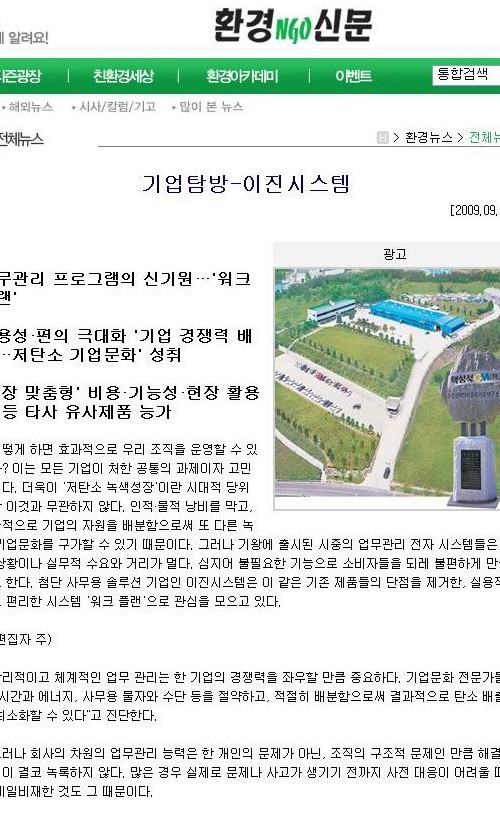 에 알려요!
환경NGO신문
시즌광장 친환경세상 환경아카데미 이벤트 통합검색
해외뉴스 시사/칼럼/기고 많이 본 뉴스
전체뉴스
H > 환경뉴스 > 전체뉴
기업탐방-이진시스템
[2009.09.
광고
무관리 프로그램의 신기원…'워크
랜'
용성·편의 극대화 '기업 경쟁력 배
…저탄소 기업문화' 성취
장 맞춤형' 비용·기능성·현장 활용
등 타사 유사제품 능가
떻게 하면 효과적으로 우리 조직을 운영할 수 있
? 이는 모든 기업이 처한 공통의 과제이자 고민
다. 더욱이 '저탄소 녹색성장'이란 시대적 당위
이것과 무관하지 않다. 인적·물적 낭비를 막고,
적으로 기업의 자원을 배분함으로써 또 다른 녹
기업문화를 구가할 수 있기 때문이다. 그러나 기왕에 출시된 시중의 업무관리 전자 시스템들은
상황이나 실무적 수요와 거리가 멀다. 심지어 불필요한 기능으로 소비자들을 되레 불편하게 만
한다. 첨단 사무용 솔루션 기업인 이진시스템은 이 같은 기존 제품들의 단점을 제거한, 실용적
편리한 시스템 '워크 플랜'으로 관심을 모으고 있다.
편집자 주)
리적이고 체계적인 업무 관리는 한 기업의 경쟁력을 좌우할 만큼 중요하다. 기업문화 전문가들
시간과 에너지, 사무용 물자와 수단 등을 절약하고, 적절히 배분함으로써 결과적으로 탄소 배출
최소화할 수 있다"고 진단한다.
러나 회사의 차원의 업무관리 능력은 한 개인의 문제가 아닌, 조직의 구조적 문제인 만큼 해결
이 결코 녹록하지 않다. 많은 경우 실제로 문제나 사고가 생기기 전까지 사전 대응이 어려울 때
비일비재한 것도 그 때문이다.